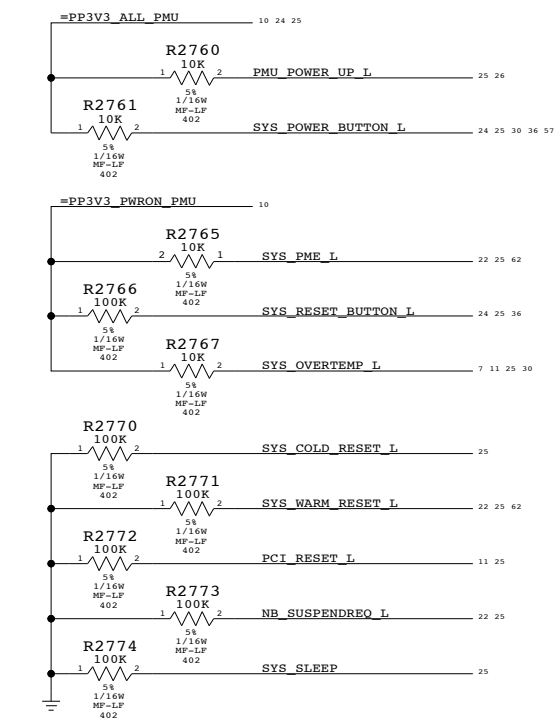 =PP3V3_ALL_PMU 10 24 25
R2760
10K
1 2 PMU_POWER_UP_L 25 26
5%
1/16W
MF-LF
402
R2761
10K
1 2 SYS_POWER_BUTTON_L 24 25 30 36 57
5%
1/16W
MF-LF
402
=PP3V3_PWRON_PMU 10
R2765
10K
2 1 SYS_PME_L 22 25 62
5%
1/16W
MF-LF
402
R2766
100K
1 2 SYS_RESET_BUTTON_L 24 25 36
5%
1/16W
MF-LF
402
R2767
10K
1 2 SYS_OVERTEMP_L 7 11 25 30
5%
1/16W
MF-LF
402
R2770
100K
1 2 SYS_COLD_RESET_L 25
5%
1/16W
MF-LF
402
R2771
100K
1 2 SYS_WARM_RESET_L 22 25 62
5%
1/16W
MF-LF
402
R2772
100K
1 2 PCI_RESET_L 11 25
5%
1/16W
MF-LF
402
R2773
100K
1 2 NB_SUSPENDREQ_L 22 25
5%
1/16W
MF-LF
402
R2774
100K
1 2 SYS_SLEEP 25
5%
1/16W
MF-LF
402